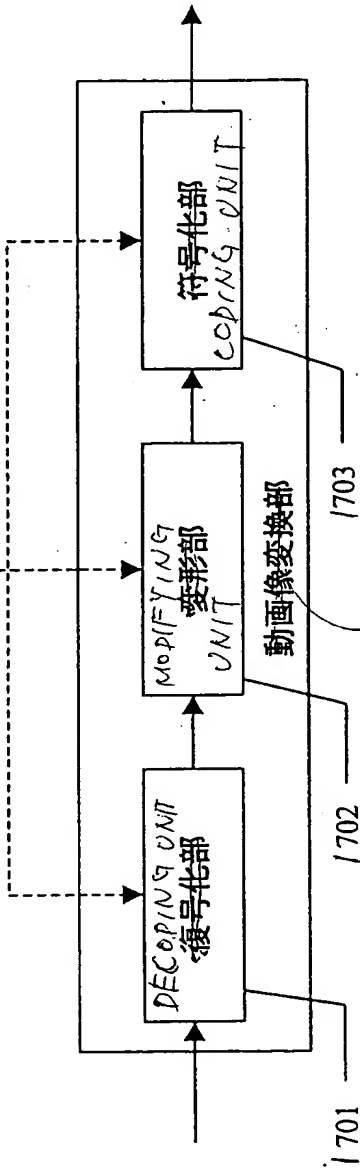 DECODING UNIT
復号化部
MODIFYING
変形部
UNIT
符号化部
CODING UNIT
動画像変換部
1701
1702
1703